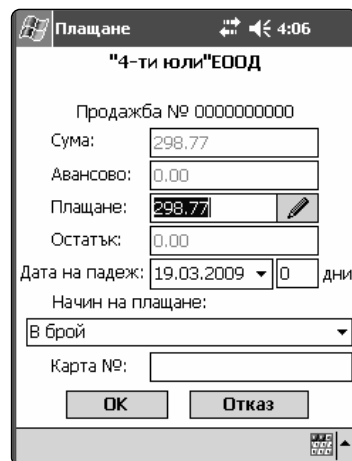 Плащане 4:06
"4-ти юли"ЕООД
Продажба № 0000000000
Сума: 298.77
Авансово: 0.00
Плащане: 298.77
Остатък: 0.00
Дата на падеж: 19.03.2009 0 дни
Начин на плащане:
В брой
Карта №:
OK Отказ